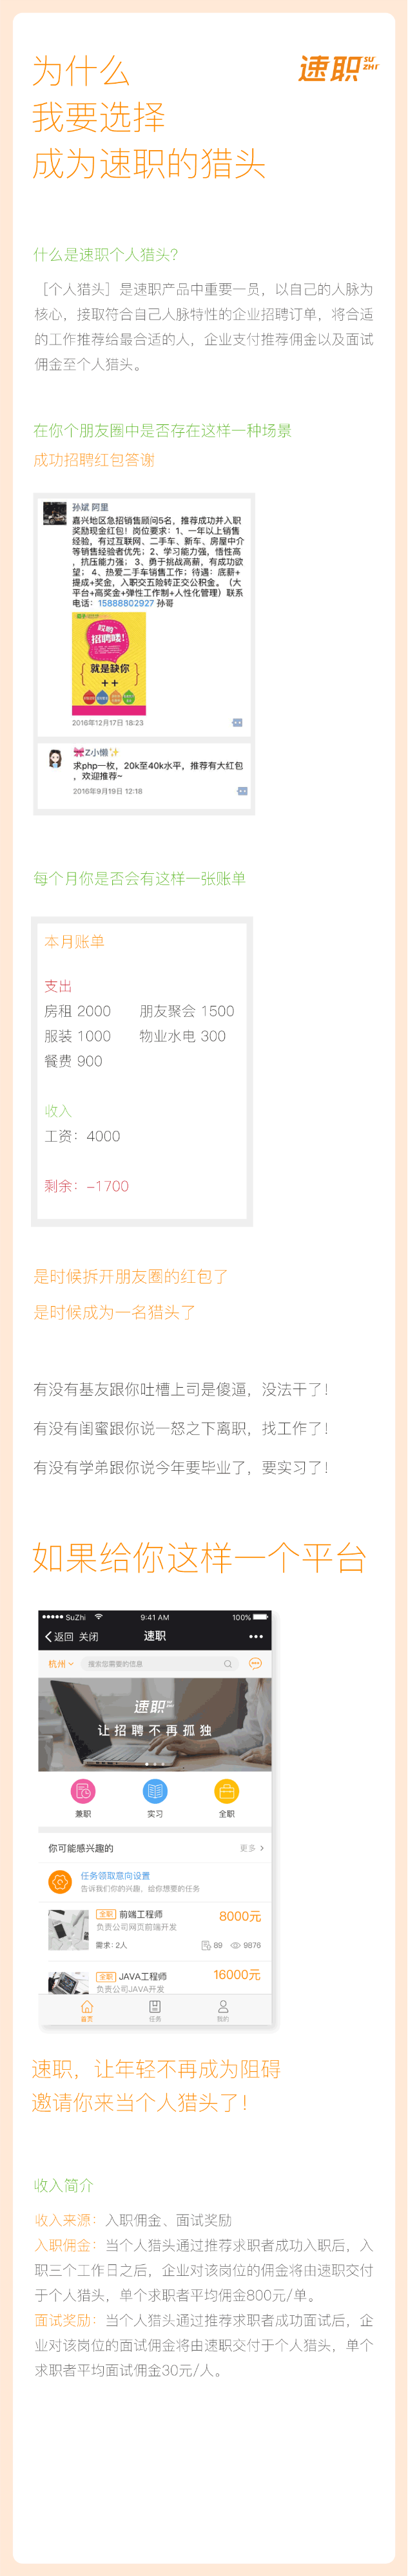 为什么
我要选择
成为速职的猎头
速职 SU ZHI
什么是速职个人猎头?
［个人猎头］是速职产品中重要一员，以自己的人脉为
核心，接取符合自己人脉特性的企业招聘订单，将合适
的工作推荐给最合适的人，企业支付推荐佣金以及面试
佣金至个人猎头。
在你个朋友圈中是否存在这样一种场景
成功招聘红包答谢
孙斌 阿里
嘉兴地区急招销售顾问5名，推荐成功并入职
奖励现金红包！岗位要求：1、一年以上销售
经验，有过互联网、二手车、新车、房屋中介
等销售经验者优先；2、学习能力强，悟性高
，抗压能力强；3、勇于挑战高薪，有成功欲
望；4、热爱二手车销售工作；待遇：底薪+
提成+奖金，入职交五险转正交公积金。（大
平台+高奖金+弹性工作制+人性化管理）联系
电话：15888802927 孙哥
哎哟
招聘喽!
就是缺你
2016年12月17日 18:23
Z小懒
求php一枚，20k至40k水平，推荐有大红包
，欢迎推荐~
2016年9月19日 12:18
每个月你是否会有这样一张账单
本月账单
支出
房租 2000 朋友聚会 1500
服装 1000 物业水电 300
餐费 900
收入
工资：4000
剩余：-1700
是时候拆开朋友圈的红包了
是时候成为一名猎头了
有没有基友跟你吐槽上司是傻逼，没法干了!
有没有闺蜜跟你说一怒之下离职，找工作了!
有没有学弟跟你说今年要毕业了，要实习了!
如果给你这样一个平台
SuZhi 9:41 AM 100%
返回 关闭 速职
杭州 搜索您需要的信息
速职
让招聘不再孤独
兼职 实习 全职
你可能感兴趣的 更多
任务领取意向设置
告诉我们你的兴趣，给你想要的任务
全职 前端工程师 8000元
负责公司网页前端开发
需求: 2人 89 9876
全职 JAVA工程师 16000元
负责公司JAVA开发
首页 任务 我的
速职，让年轻不再成为阻碍
邀请你来当个人猎头了!
收入简介
收入来源：入职佣金、面试奖励
入职佣金：当个人猎头通过推荐求职者成功入职后，入
职三个工作日之后，企业对该岗位的佣金将由速职交付
于个人猎头，单个求职者平均佣金800元/单。
面试奖励：当个人猎头通过推荐求职者成功面试后，企
业对该岗位的面试佣金将由速职交付于个人猎头，单个
求职者平均面试佣金30元/人。